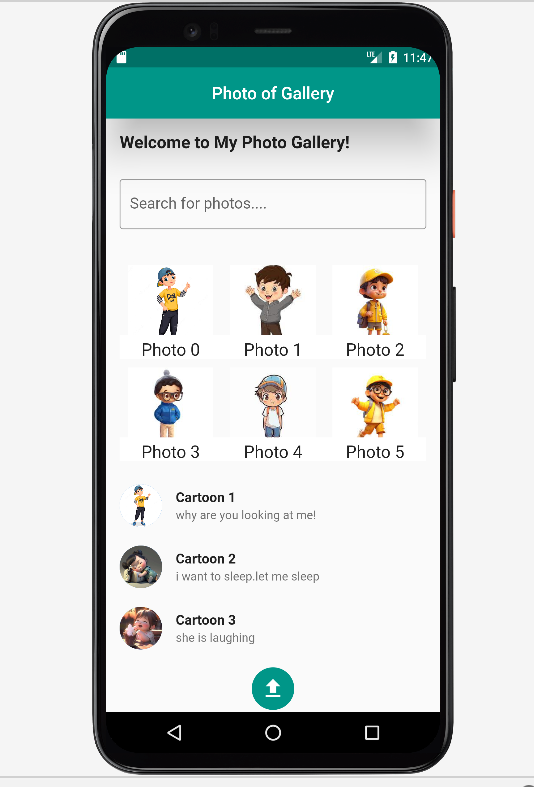 LTE 11:47
Photo of Gallery
Welcome to My Photo Gallery!
Search for photos....
Photo 0 Photo 1 Photo 2
Photo 3 Photo 4 Photo 5
Cartoon 1
why are you looking at me!
Cartoon 2
i want to sleep.let me sleep
Cartoon 3
she is laughing